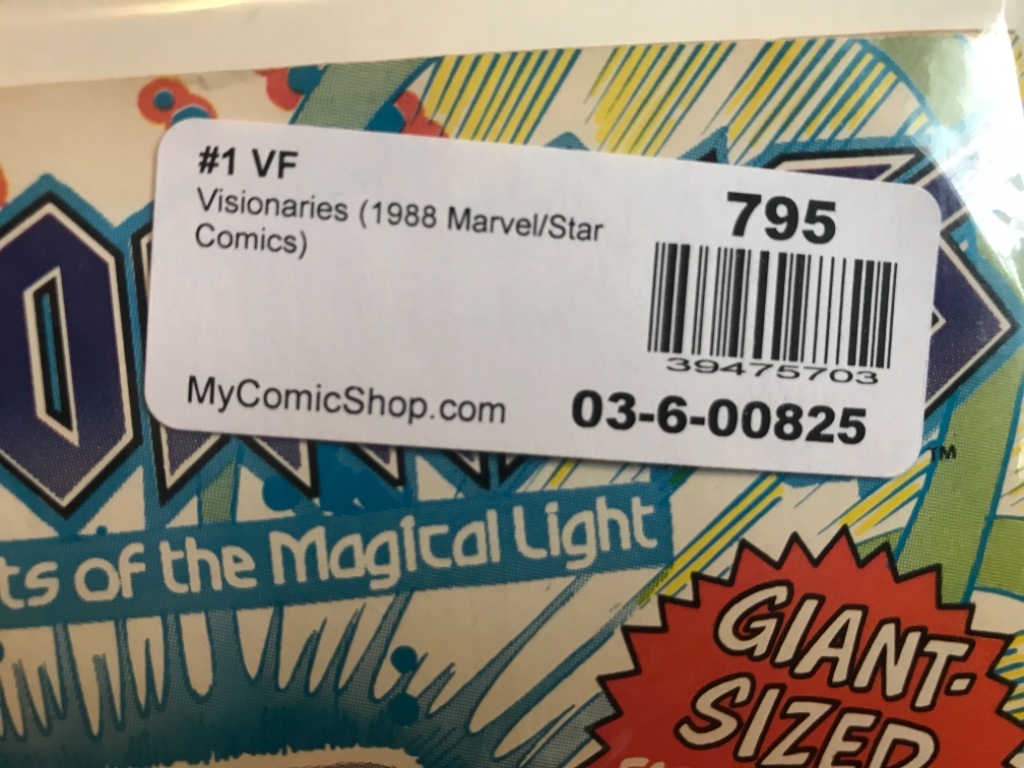 #1 VF
Visionaries (1988 Marvel/Star
Comics)
795
39475703
MyComicShop.com
03-6-00825
TM
ts of the Magical Light
GIANT-
SIZED